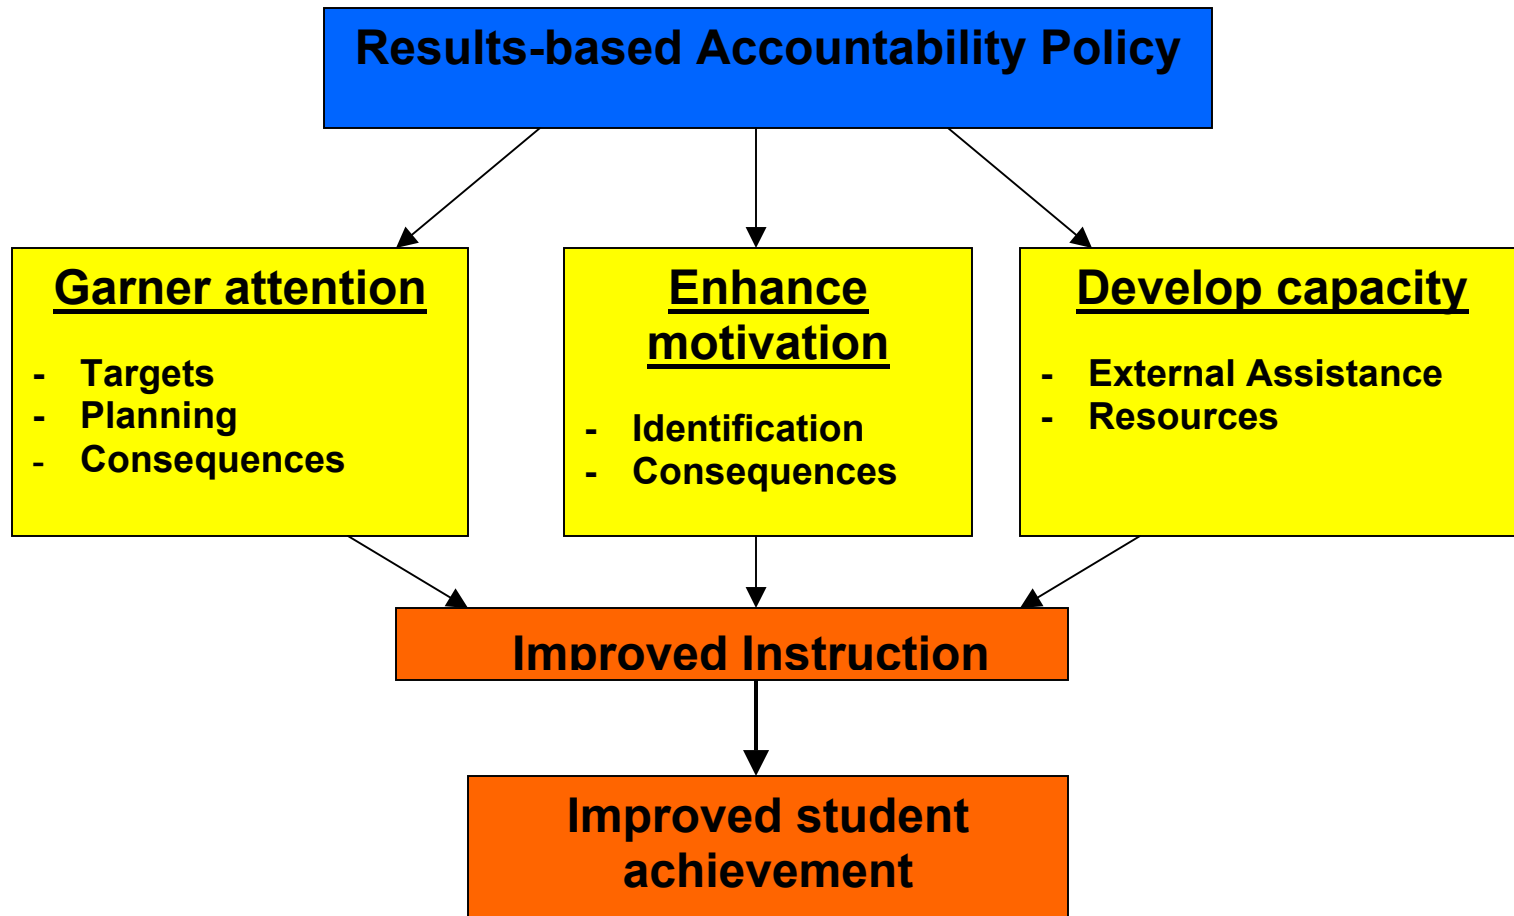 Results-based Accountability Policy
Garner attention
- Targets
- Planning
- Consequences
Enhance
motivation
- Identification
- Consequences
Develop capacity
- External Assistance
- Resources
Improved Instruction
Improved student
achievement